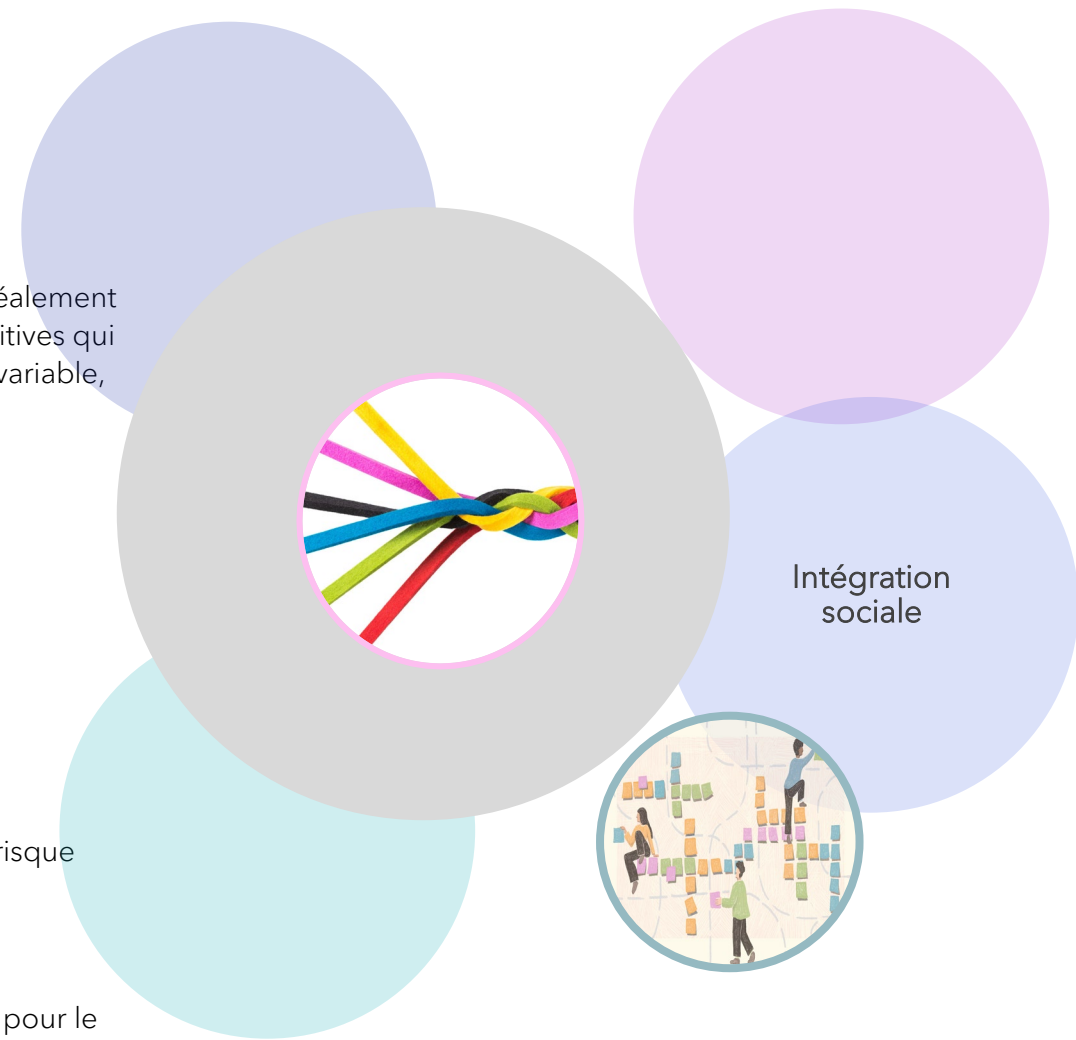 éalement
itives qui
variable,
Intégration
sociale
risque
pour le